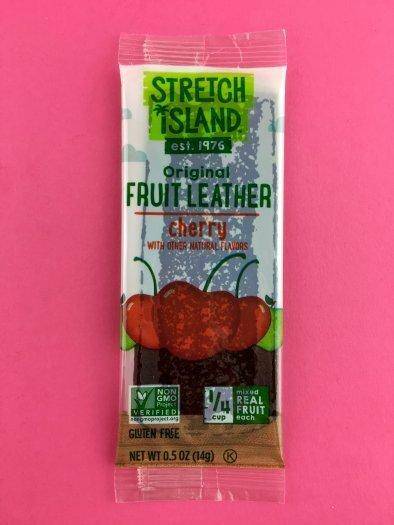 STRETCH
ISLAND
est. 1976
Original
FRUIT LEATHER
cherry
WITH OTHER NATURAL FLAVORS
NON
GMO
Project
VERIFIED
nongmoproject.org
1/4
cup
mixed
REAL
FRUIT
each
GLUTEN FREE
NET WT 0.5 OZ (14g) K